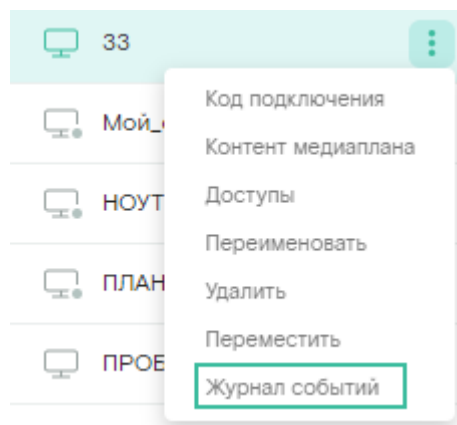 33
Код подключения
Мой_
Контент медиаплана
НОУТ
Доступы
Переименовать
ПЛАН
Удалить
Переместить
ПРОЕ
Журнал событий